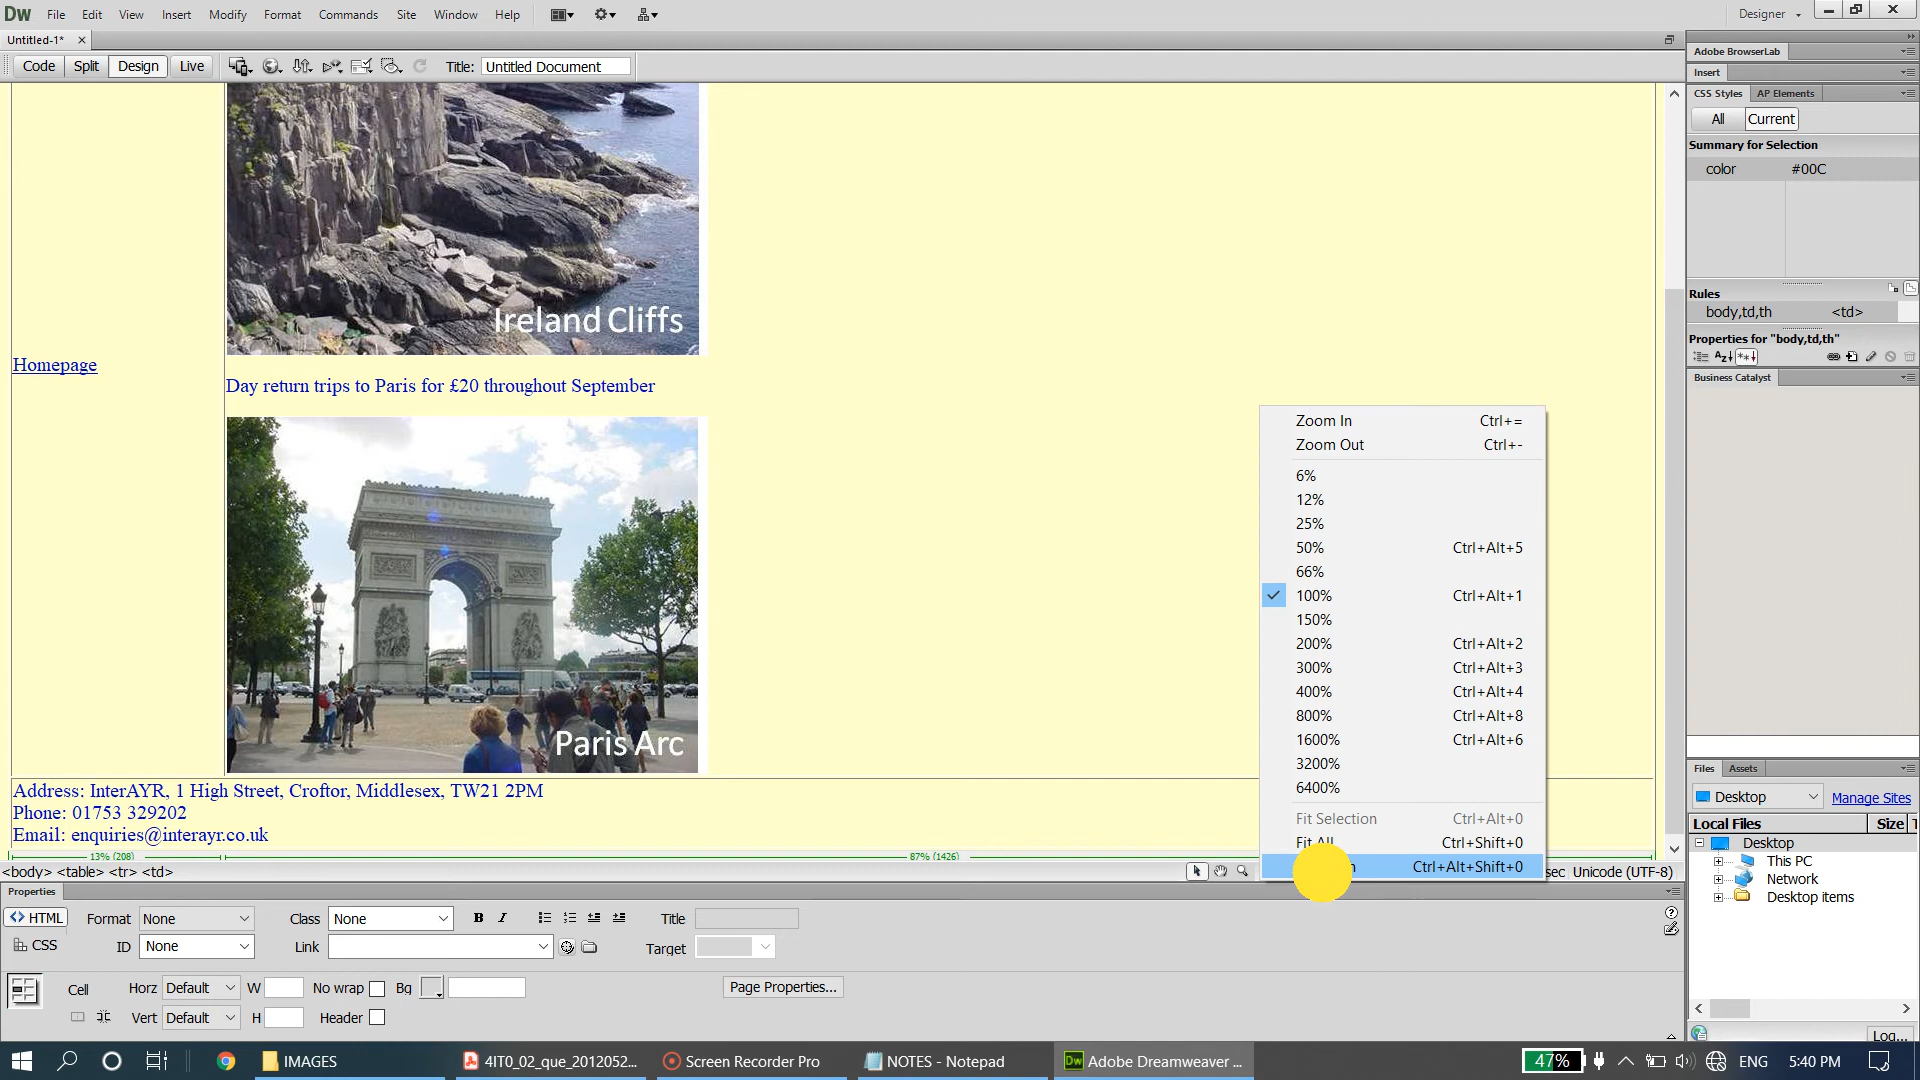 Dw File Edit View Insert Modify Format Commands Site Window Help Designer
Untitled-1*
Code Split Design Live Title: Untitled Document
Adobe BrowserLab
Insert
CSS Styles AP Elements
All Current
Summary for Selection
color #00C
Rules
body,td,th <td>
Properties for "body,td,th"
Business Catalyst
Ireland Cliffs
Homepage
Day return trips to Paris for £20 throughout September
Paris Arc
Address: InterAYR, 1 High Street, Croftor, Middlesex, TW21 2PM
Phone: 01753 329202
Email: enquiries@interayr.co.uk
13% (208) 87% (1426)
Zoom In Ctrl+=
Zoom Out Ctrl+-
6%
12%
25%
50% Ctrl+Alt+5
66%
100% Ctrl+Alt+1
150%
200% Ctrl+Alt+2
300% Ctrl+Alt+3
400% Ctrl+Alt+4
800% Ctrl+Alt+8
1600% Ctrl+Alt+6
3200%
6400%
Fit Selection Ctrl+Alt+0
Fit All Ctrl+Shift+0
Ctrl+Alt+Shift+0
<body> <table> <tr> <td> sec Unicode (UTF-8)
Files Assets
Desktop Manage Sites
Local Files Size
Desktop
This PC
Network
Desktop items
Log...
Properties
<> HTML Format None Class None B I Title
CSS ID None Link Target
Cell Horz Default W No wrap Bg Page Properties...
Vert Default H Header
IMAGES 4IT0_02_que_2012052... Screen Recorder Pro NOTES - Notepad Dw Adobe Dreamweaver ... 47% ENG 5:40 PM